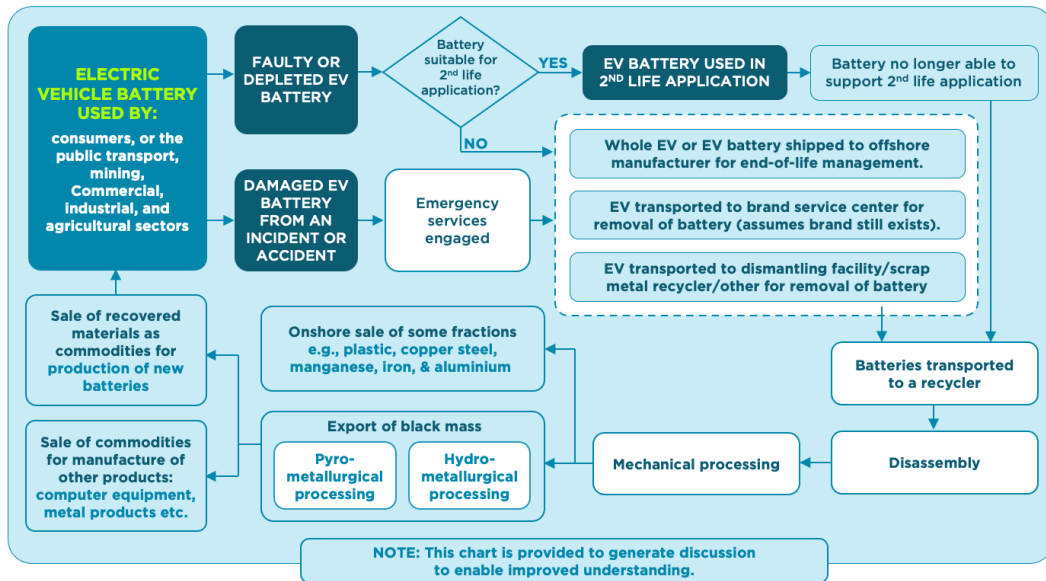 ELECTRIC
VEHICLE BATTERY
USED BY:
consumers, or the
public transport,
mining,
Commercial,
industrial, and
agricultural sectors
FAULTY OR
DEPLETED EV
BATTERY
Battery
suitable for
2nd life
application?
YES
NO
EV BATTERY USED IN
2ND LIFE APPLICATION
Battery no longer able to
support 2nd life application
DAMAGED EV
BATTERY
FROM AN
INCIDENT OR
ACCIDENT
Emergency
services
engaged
Whole EV or EV battery shipped to offshore
manufacturer for end-of-life management.
EV transported to brand service center for
removal of battery (assumes brand still exists).
EV transported to dismantling facility/scrap
metal recycler/other for removal of battery
Batteries transported
to a recycler
Disassembly
Mechanical processing
Onshore sale of some fractions
e.g., plastic, copper steel,
manganese, iron, & aluminium
Export of black mass
Pyro-
metallurgical
processing
Hydro-
metallurgical
processing
Sale of recovered
materials as
commodities for
production of new
batteries
Sale of commodities
for manufacture of
other products:
computer equipment,
metal products etc.
NOTE: This chart is provided to generate discussion
to enable improved understanding.